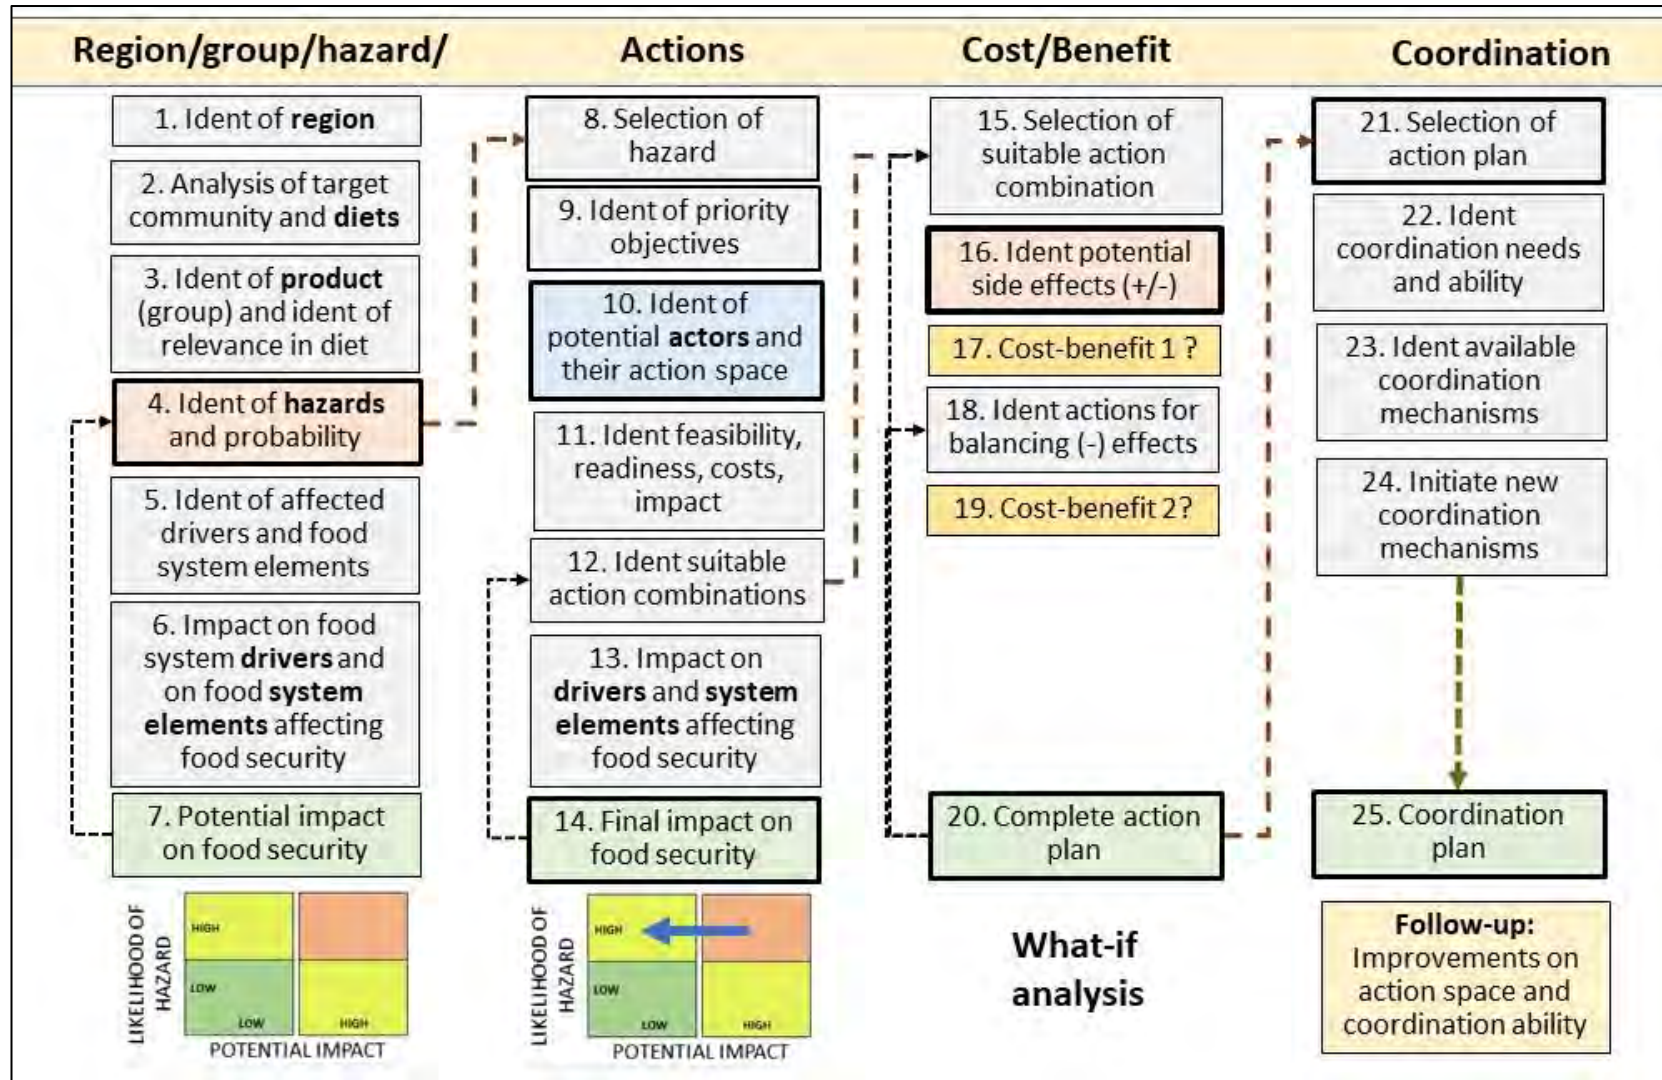 Region/group/hazard/
Actions
Cost/Benefit
Coordination
1. Ident of region
2. Analysis of target
community and diets
3. Ident of product
(group) and ident of
relevance in diet
4. Ident of hazards
and probability
5. Ident of affected
drivers and food
system elements
6. Impact on food
system drivers and
on food system
elements affecting
food security
7. Potential impact
on food security
LIKELIHOOD OF
HAZARD
HIGH
LOW
LOW
HIGH
POTENTIAL IMPACT
8. Selection of
hazard
9. Ident of priority
objectives
10. Ident of
potential actors and
their action space
11. Ident feasibility,
readiness, costs,
impact
12. Ident suitable
action combinations
13. Impact on
drivers and system
elements affecting
food security
14. Final impact on
food security
LIKELIHOOD OF
HAZARD
HIGH
LOW
LOW
HIGH
POTENTIAL IMPACT
15. Selection of
suitable action
combination
16. Ident potential
side effects (+/-)
17. Cost-benefit 1 ?
18. Ident actions for
balancing (-) effects
19. Cost-benefit 2?
20. Complete action
plan
What-if
analysis
21. Selection of
action plan
22. Ident
coordination needs
and ability
23. Ident available
coordination
mechanisms
24. Initiate new
coordination
mechanisms
25. Coordination
plan
Follow-up:
Improvements on
action space and
coordination ability